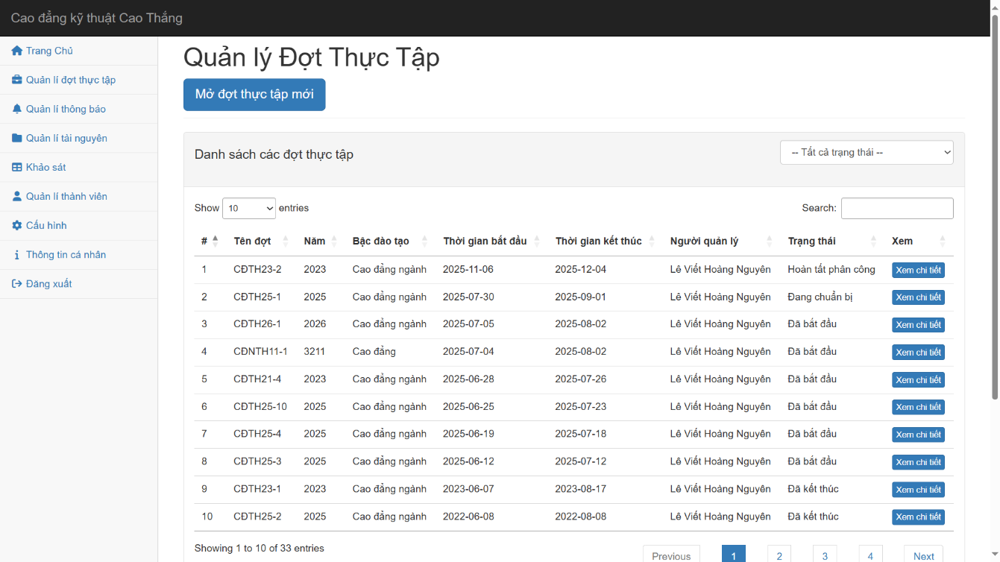 Cao đẳng kỹ thuật Cao Thắng
Trang Chủ
Quản lí đợt thực tập
Quản lí thông báo
Quản lí tài nguyên
Khảo sát
Quản lí thành viên
Cấu hình
Thông tin cá nhân
Đăng xuất
Quản lý Đợt Thực Tập
Mở đợt thực tập mới
Danh sách các đợt thực tập
-- Tất cả trạng thái --
Show 10 entries
Search:
# Tên đợt Năm Bậc đào tạo Thời gian bắt đầu Thời gian kết thúc Người quản lý Trạng thái Xem
1 CĐTH23-2 2023 Cao đẳng ngành 2025-11-06 2025-12-04 Lê Viết Hoàng Nguyên Hoàn tất phân công Xem chi tiết
2 CĐTH25-1 2025 Cao đẳng ngành 2025-07-30 2025-09-01 Lê Viết Hoàng Nguyên Đang chuẩn bị Xem chi tiết
3 CĐTH26-1 2026 Cao đẳng ngành 2025-07-05 2025-08-02 Lê Viết Hoàng Nguyên Đã bắt đầu Xem chi tiết
4 CĐNTH11-1 3211 Cao đẳng 2025-07-04 2025-08-02 Lê Viết Hoàng Nguyên Đã bắt đầu Xem chi tiết
5 CĐTH21-4 2023 Cao đẳng ngành 2025-06-28 2025-07-26 Lê Viết Hoàng Nguyên Đã bắt đầu Xem chi tiết
6 CĐTH25-10 2025 Cao đẳng ngành 2025-06-25 2025-07-23 Lê Viết Hoàng Nguyên Đã bắt đầu Xem chi tiết
7 CĐTH25-4 2025 Cao đẳng ngành 2025-06-19 2025-07-18 Lê Viết Hoàng Nguyên Đã bắt đầu Xem chi tiết
8 CĐTH25-3 2025 Cao đẳng ngành 2025-06-12 2025-07-12 Lê Viết Hoàng Nguyên Đã bắt đầu Xem chi tiết
9 CĐTH23-1 2023 Cao đẳng ngành 2023-06-07 2023-08-17 Lê Viết Hoàng Nguyên Đã kết thúc Xem chi tiết
10 CĐTH25-2 2025 Cao đẳng ngành 2022-06-08 2022-08-08 Lê Viết Hoàng Nguyên Đã kết thúc Xem chi tiết
Showing 1 to 10 of 33 entries
Previous 1 2 3 4 Next